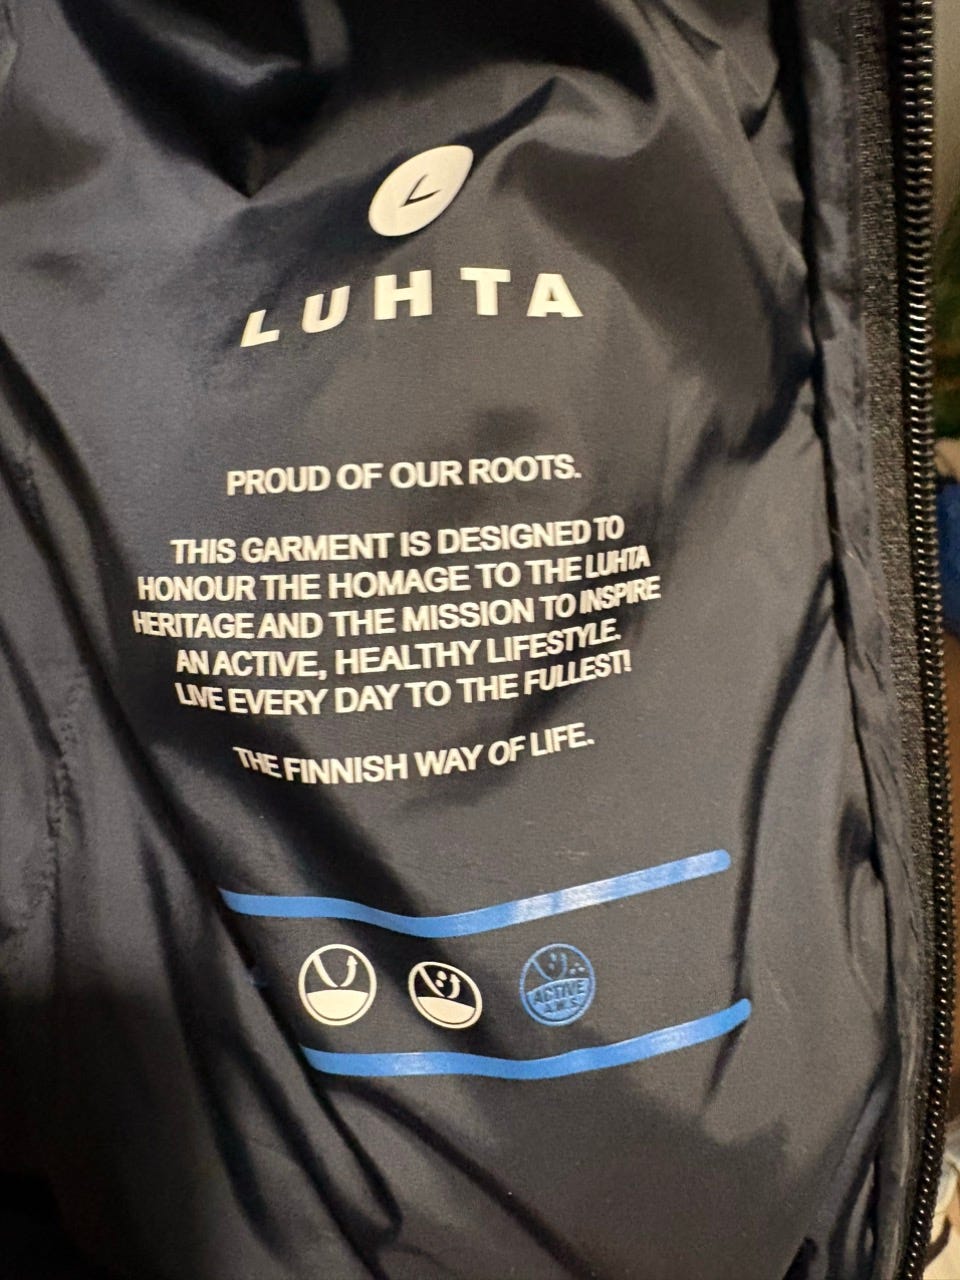 LUHTA
PROUD OF OUR ROOTS.
THIS GARMENT IS DESIGNED TO
HONOUR THE HOMAGE TO THE LUHTA
HERITAGE AND THE MISSION TO INSPIRE
AN ACTIVE, HEALTHY LIFESTYLE.
LIVE EVERY DAY TO THE FULLEST!
THE FINNISH WAY OF LIFE.
ACTIVE
A.W.S.